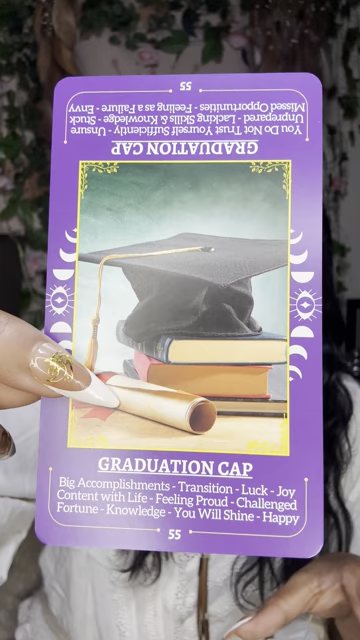 55
You Do Not Trust Yourself Sufficiently - Unsure
Unprepared - Lacking Skills & Knowledge - Stuck
Missed Opportunities - Feeling as a Failure - Envy
GRADUATION CAP
GRADUATION CAP
Big Accomplishments - Transition - Luck - Joy
Content with Life - Feeling Proud - Challenged
Fortune - Knowledge - You Will Shine - Happy
55